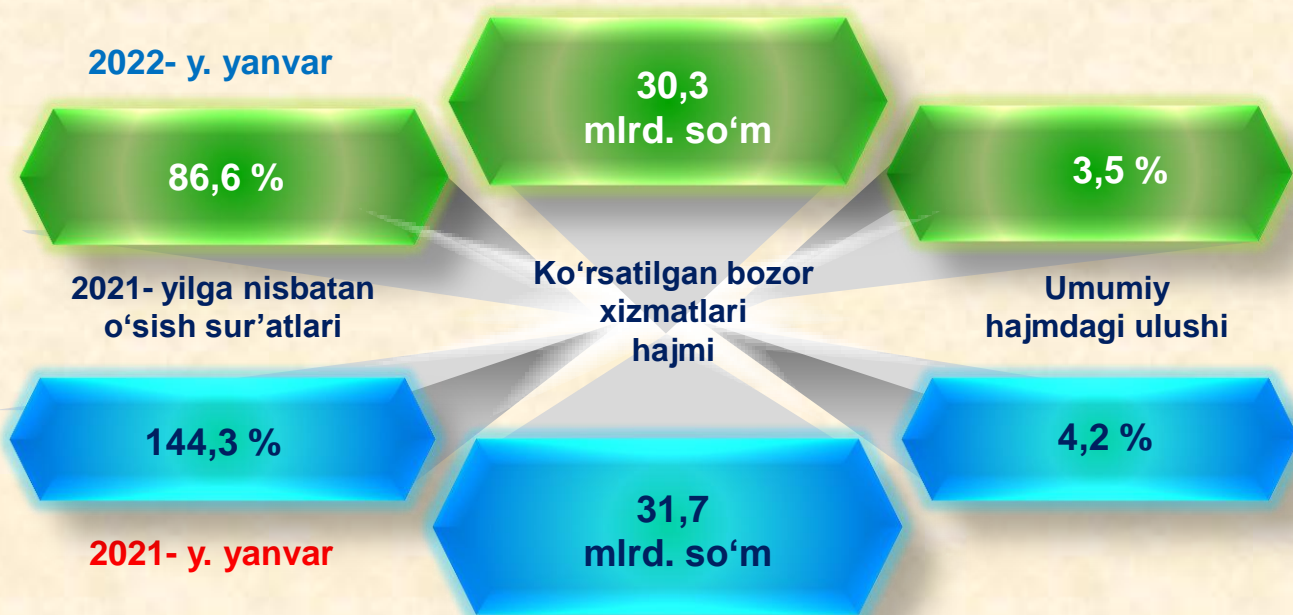 2022- y. yanvar
30,3
mlrd. so‘m
86,6 %
3,5 %
2021- yilga nisbatan
o‘sish sur’atlari
Ko‘rsatilgan bozor
xizmatlari
hajmi
Umumiy
hajmdagi ulushi
144,3 %
31,7
mlrd. so‘m
4,2 %
2021- y. yanvar